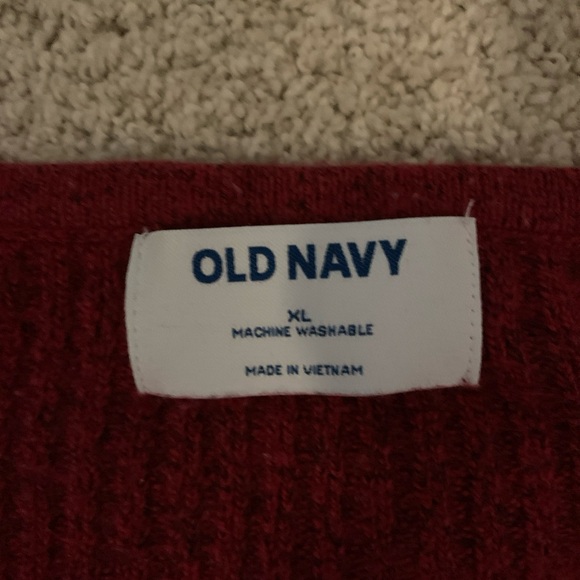 OLD NAVY
XL
MACHINE WASHABLE
MADE IN VIETNAM